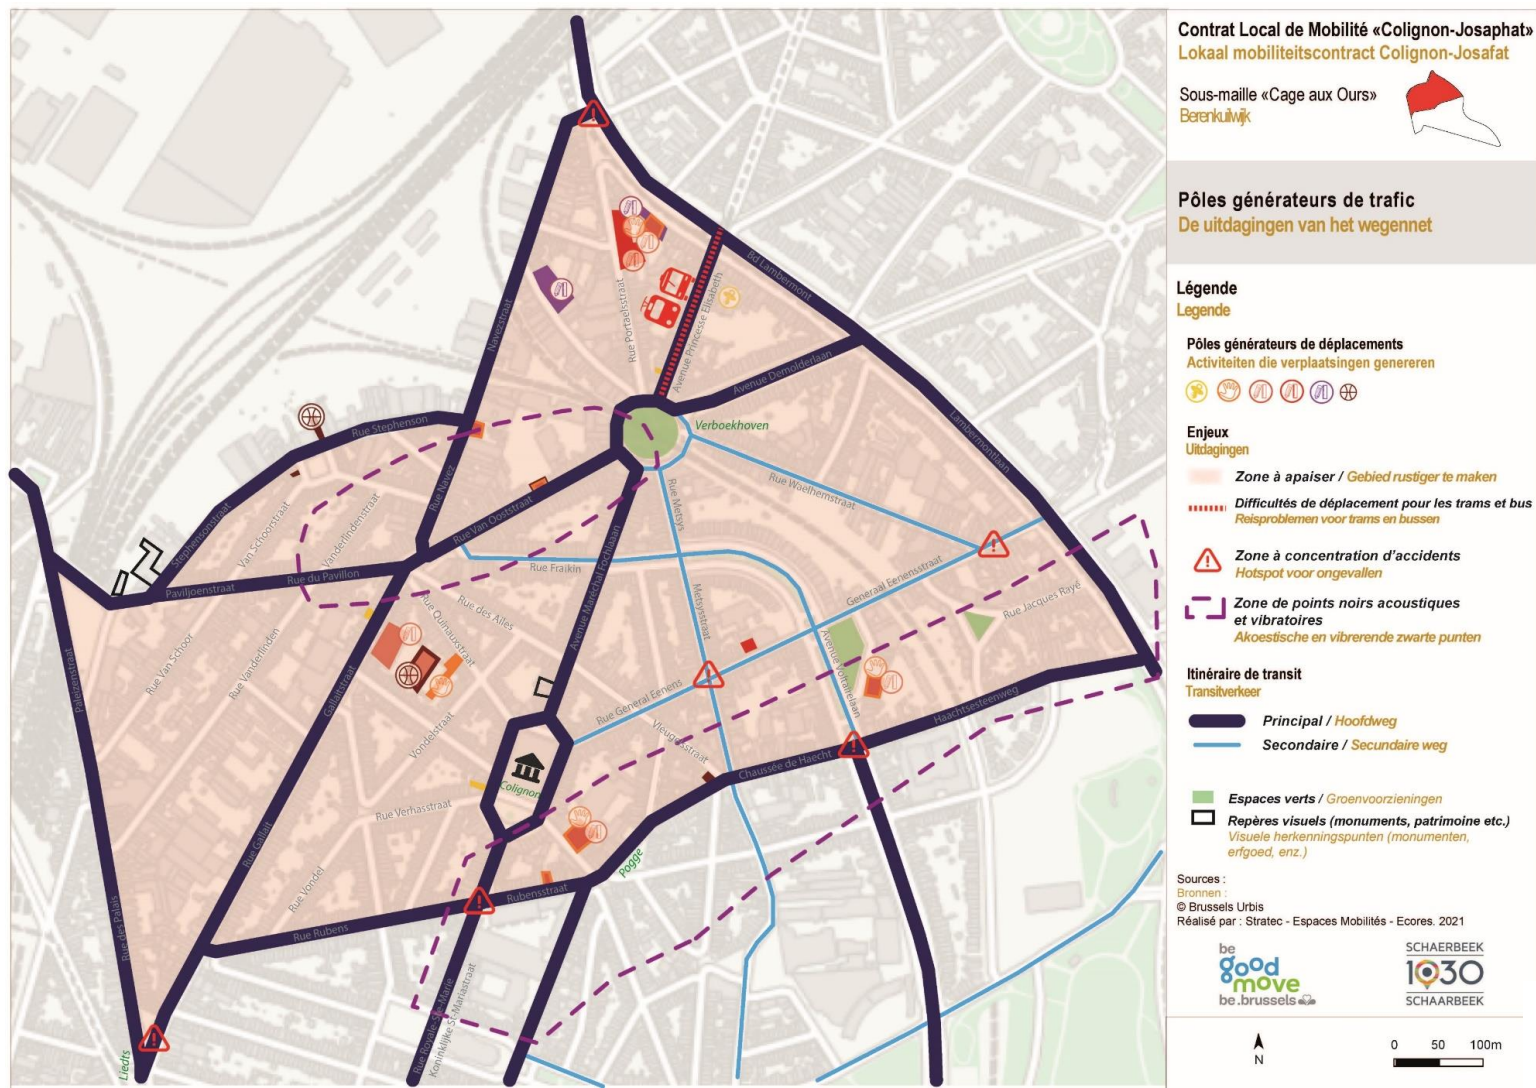 Contrat Local de Mobilité «Colignon-Josaphat»
Lokaal mobiliteitscontract Colignon-Josafat
Sous-maille «Cage aux Ours»
Berenkuilwijk
Pôles générateurs de trafic
De uitdagingen van het wegennet
Légende
Legende
Pôles générateurs de déplacements
Activiteiten die verplaatsingen genereren
Enjeux
Uitdagingen
Zone à apaiser / Gebied rustiger te maken
Difficultés de déplacement pour les trams et bus
Reisproblemen voor trams en bussen
Zone à concentration d'accidents
Hotspot voor ongevallen
Zone de points noirs acoustiques
et vibratoires
Akoestische en vibrerende zwarte punten
Itinéraire de transit
Transitverkeer
Principal / Hoofdweg
Secondaire / Secundaire weg
Espaces verts / Groenvoorzieningen
Repères visuels (monuments, patrimoine etc.)
Visuele herkenningspunten (monumenten,
erfgoed, enz.)
Sources :
Bronnen :
© Brussels Urbis
Réalisé par : Stratec - Espaces Mobilités - Ecores. 2021
be
good
move
be.brussels
SCHAERBEEK
1030
SCHAARBEEK
N
0 50 100m
Bd Lambermont
Lambermontlaan
Navezstraat
Rue Portaelsstraat
Avenue Princesse Elisabeth
Avenue Demolderlaan
Verboekhoven
Rue Stephenson
Stephensonstraat
Rue Navez
Rue Van Ooststraat
Rue Waelhemstraat
Rue Metsys
Metsysstraat
Van Schoorstraat
Vanderlindenstraat
Paviljoenstraat
Rue du Pavillon
Rue Fraikin
Avenue Maréchal Fochlaaan
Generaal Eenensstraat
Rue Jacques Rayé
Rue des Ailes
Rue Quinauxstraat
Rue Van Schoor
Rue Vanderlinden
Paleizenstraat
Gallaitstraat
Avenue Voltairelaan
Rue General Eenens
Haachtsesteenweg
Vleugelsstraat
Chaussée de Haecht
Vondelstraat
Colignon
Rue Verhasstraat
Rue Gallait
Rue Vondel
Pogge
Rubensstraat
Rue Rubens
Rue des Palais
Rue Royale-Ste-Marie
Koninklijke St-Mariastraat
Liedts